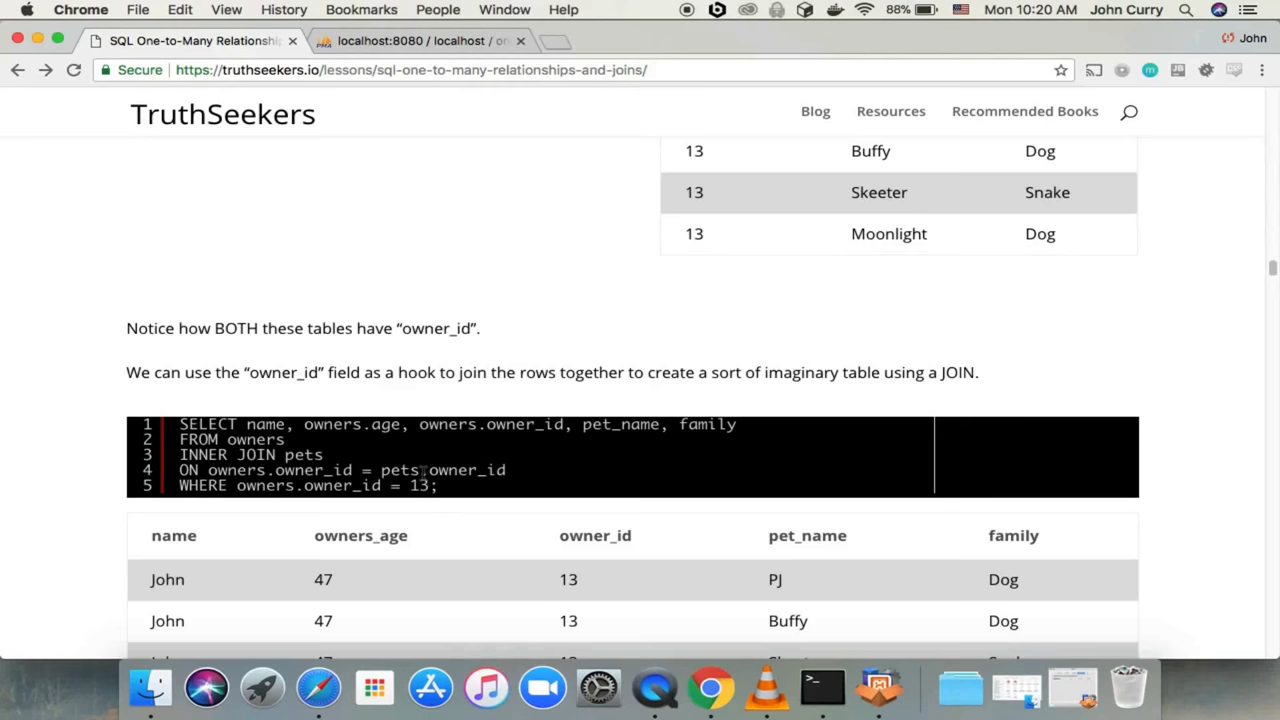 Chrome File Edit View History Bookmarks People Window Help 88% Mon 10:20 AM John Curry
SQL One-to-Many Relationship localhost:8080 / localhost / on John
Secure https://truthseekers.io/lessons/sql-one-to-many-relationships-and-joins/
TruthSeekers Blog Resources Recommended Books
13 Buffy Dog
13 Skeeter Snake
13 Moonlight Dog
Notice how BOTH these tables have “owner_id”.
We can use the “owner_id” field as a hook to join the rows together to create a sort of imaginary table using a JOIN.
1 SELECT name, owners.age, owners.owner_id, pet_name, family
2 FROM owners
3 INNER JOIN pets
4 ON owners.owner_id = pets.owner_id
5 WHERE owners.owner_id = 13;
name owners_age owner_id pet_name family
John 47 13 PJ Dog
John 47 13 Buffy Dog